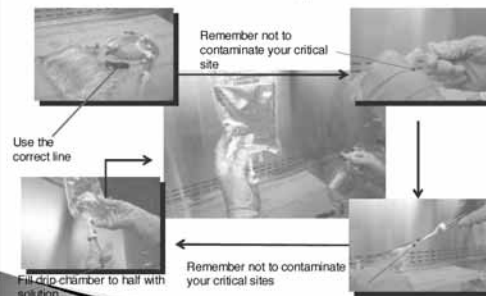 Remember not to
contaminate your critical
site
Use the
correct line
Fill drip chamber to half with
solution
Remember not to contaminate
your critical sites